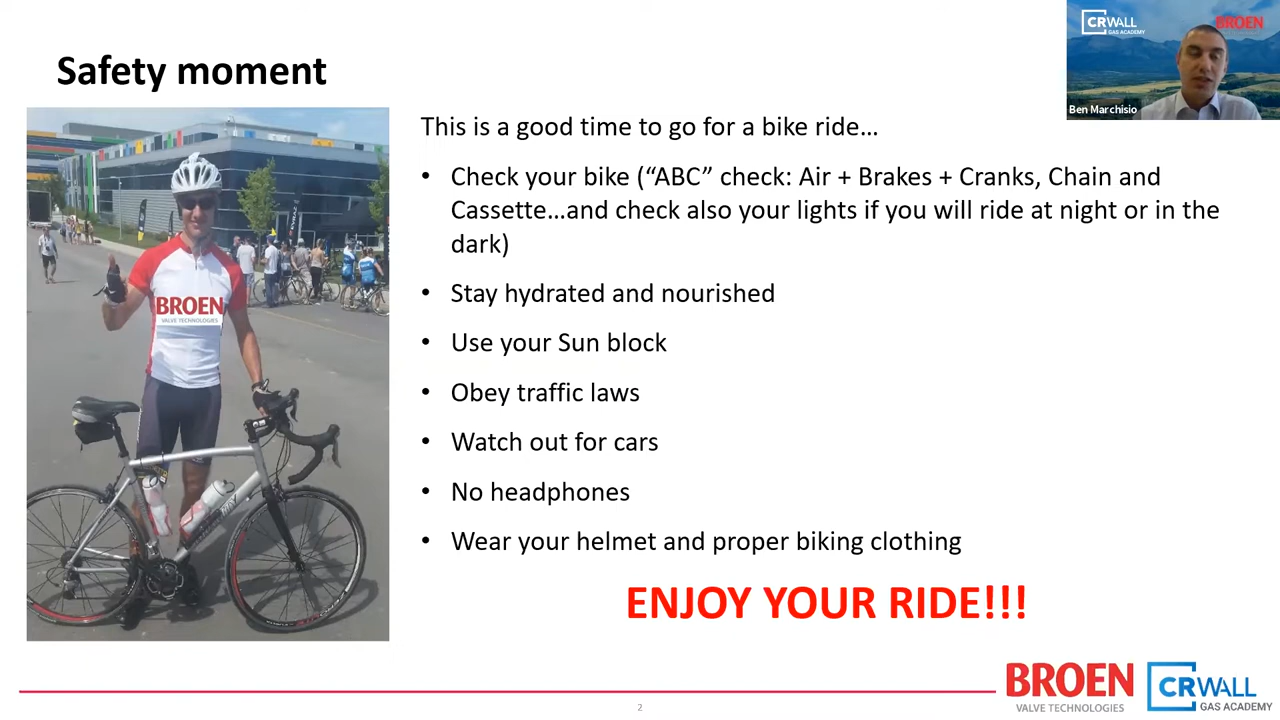 Safety moment
CRWALL
GAS ACADEMY
BROEN
Ben Marchisio
This is a good time to go for a bike ride…
• Check your bike (“ABC” check: Air + Brakes + Cranks, Chain and
Cassette…and check also your lights if you will ride at night or in the
dark)
• Stay hydrated and nourished
• Use your Sun block
• Obey traffic laws
• Watch out for cars
• No headphones
• Wear your helmet and proper biking clothing
ENJOY YOUR RIDE!!!
BROEN
VALVE TECHNOLOGIES
BROEN
VALVE TECHNOLOGIES
CRWALL
GAS ACADEMY
2